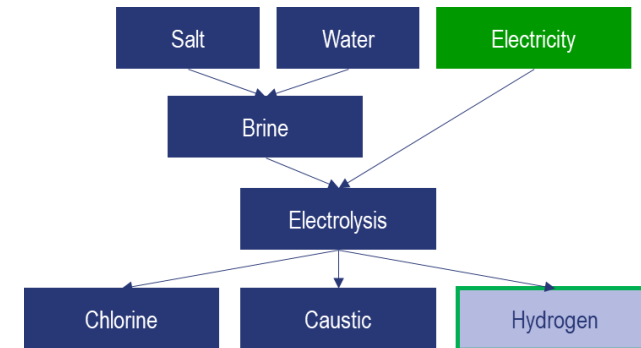 Salt
Water
Electricity
Brine
Electrolysis
Chlorine
Caustic
Hydrogen